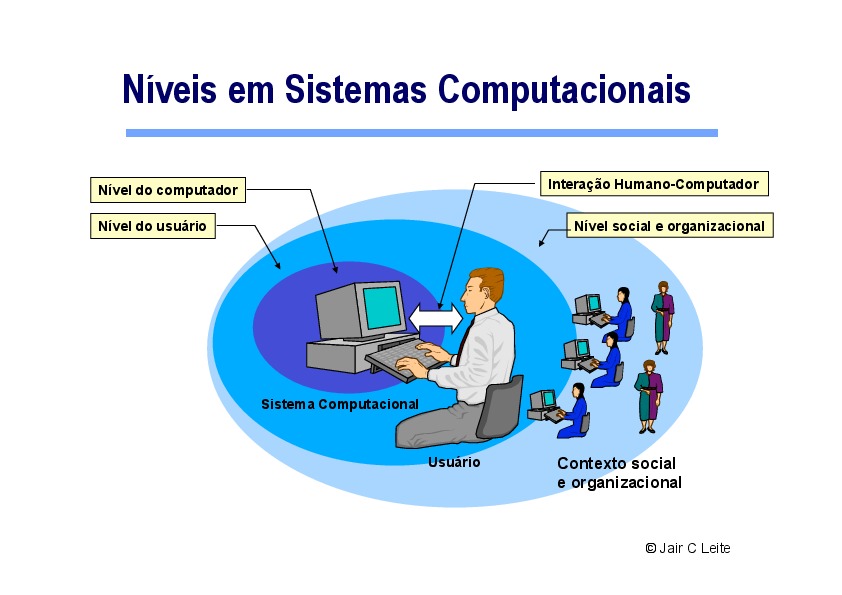 Níveis em Sistemas Computacionais
Nível do computador
Interação Humano-Computador
Nível do usuário
Nível social e organizacional
Sistema Computacional
Usuário
Contexto social
e organizacional
© Jair C Leite